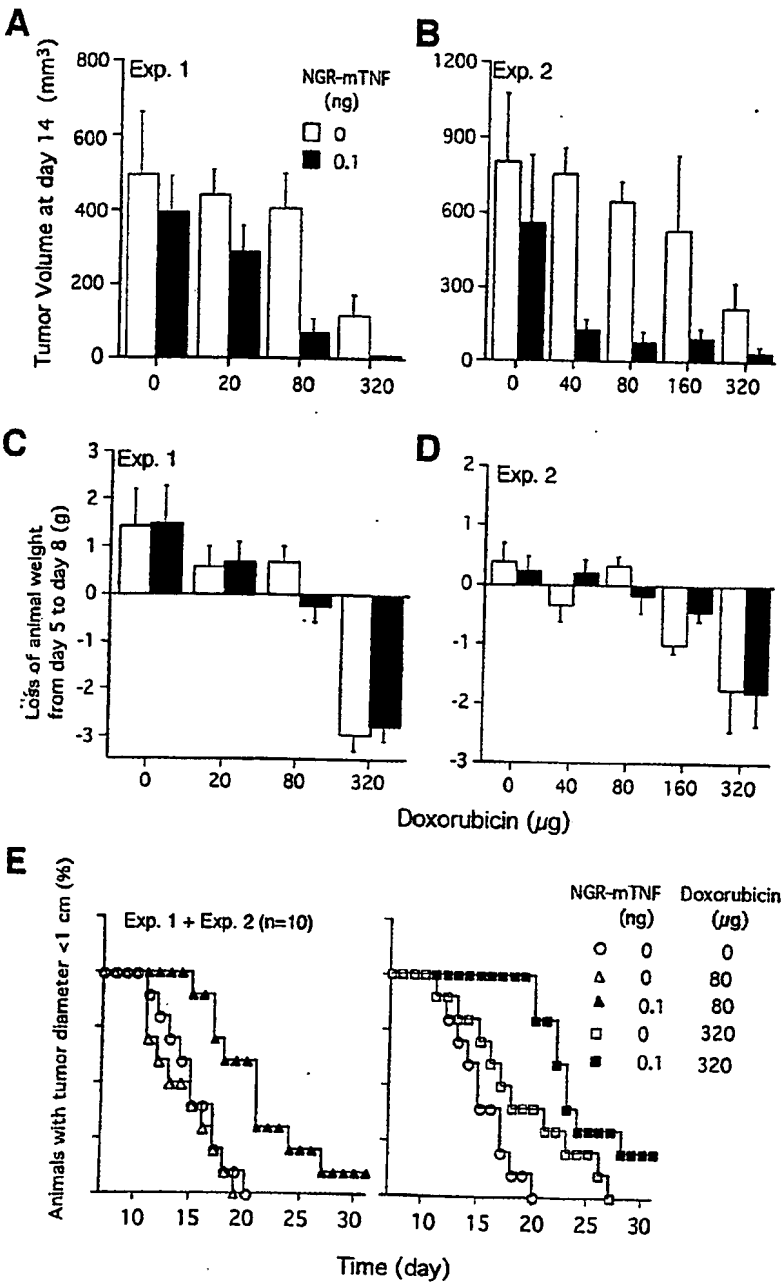 A
Exp. 1
Tumor Volume at day 14 (mm³)
800
600
400
200
0
NGR-mTNF
(ng)
0
0.1
0 20 80 320
B
Exp. 2
1200
900
600
300
0
0 40 80 160 320
C
Exp. 1
Loss of animal weight
from day 5 to day 8 (g)
3
2
1
0
-1
-2
-3
0 20 80 320
D
Exp. 2
2
1
0
-1
-2
-3
0 40 80 160 320
Doxorubicin (µg)
E
Animals with tumor diameter <1 cm (%)
Exp. 1 + Exp. 2 (n=10)
NGR-mTNF Doxorubicin
(ng) (µg)
0 0
0 80
0.1 80
0 320
0.1 320
10 15 20 25 30
10 15 20 25 30
Time (day)